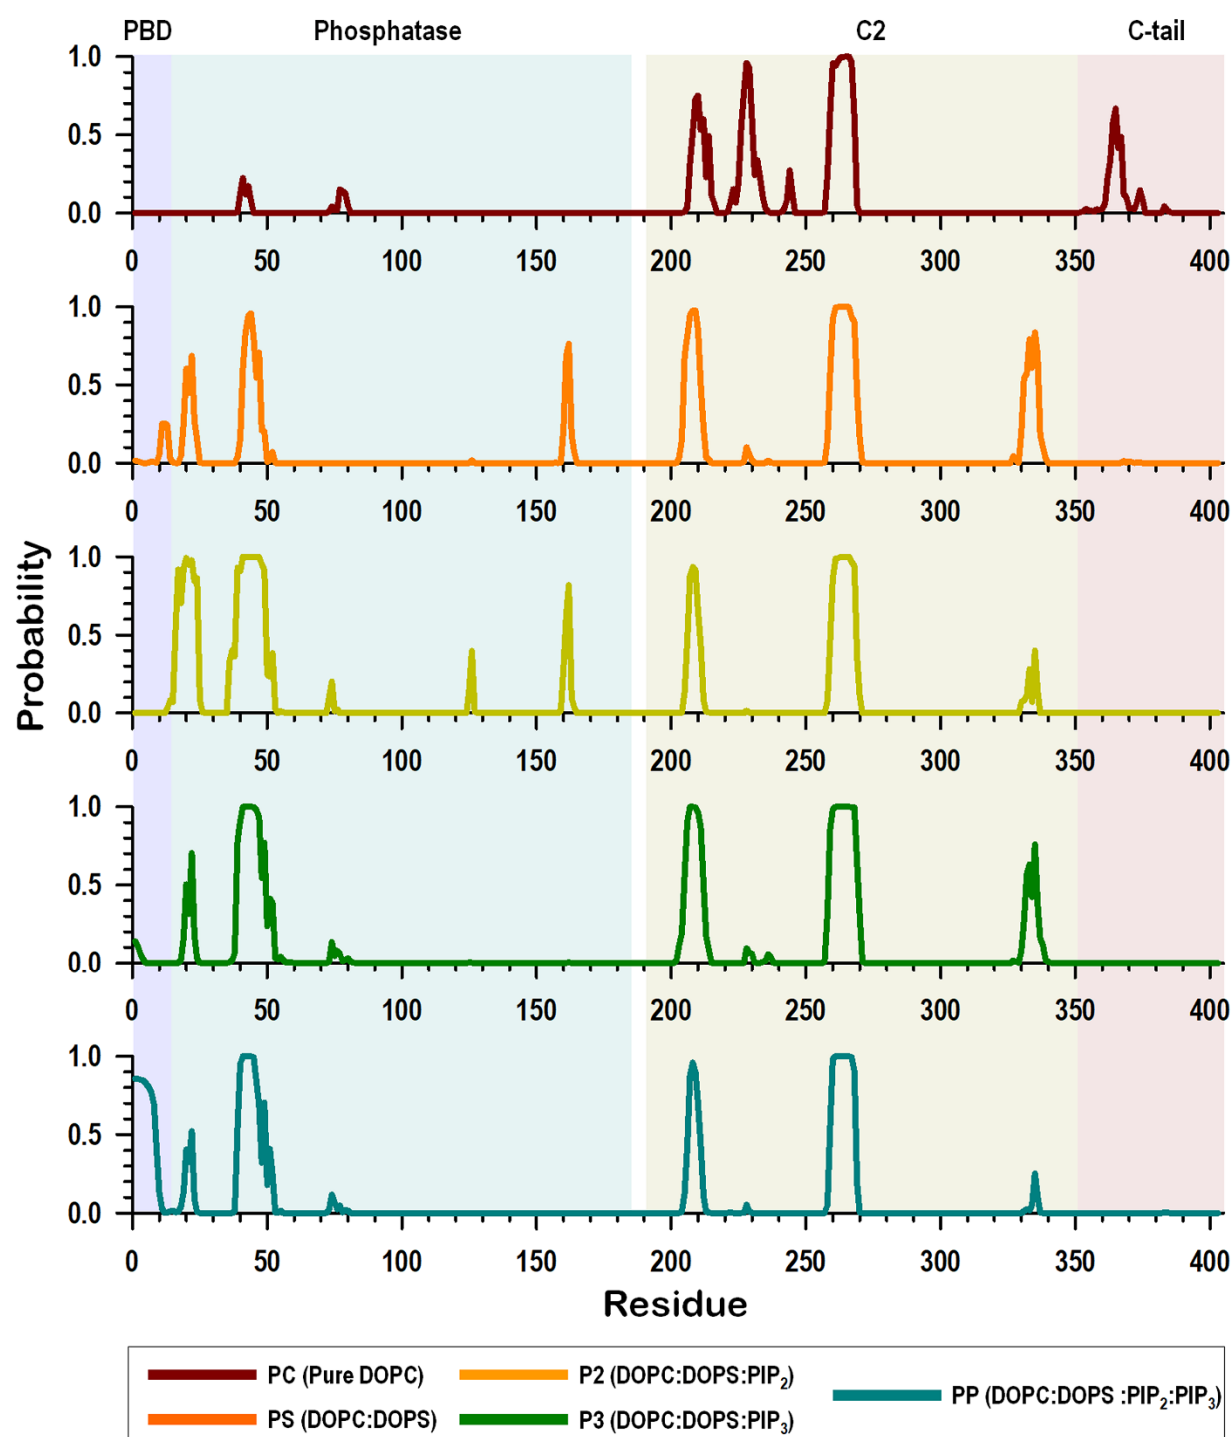 PBD Phosphatase C2 C-tail
1.0
0.5
0.0
0 50 100 150 200 250 300 350 400
1.0
0.5
0.0
0 50 100 150 200 250 300 350 400
1.0
0.5
0.0
0 50 100 150 200 250 300 350 400
1.0
0.5
0.0
0 50 100 150 200 250 300 350 400
1.0
0.5
0.0
0 50 100 150 200 250 300 350 400
Probability
Residue
PC (Pure DOPC)
PS (DOPC:DOPS)
P2 (DOPC:DOPS:PIP₂)
P3 (DOPC:DOPS:PIP₃)
PP (DOPC:DOPS :PIP₂:PIP₃)